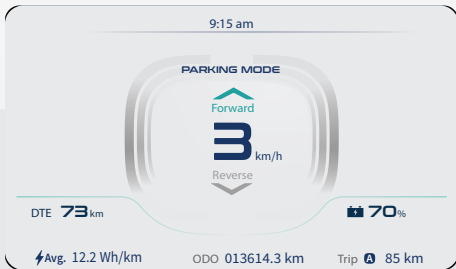 9:15 am
PARKING MODE
Forward
3 km/h
Reverse
DTE 73 km
70%
Avg. 12.2 Wh/km
ODO 013614.3 km
Trip A 85 km